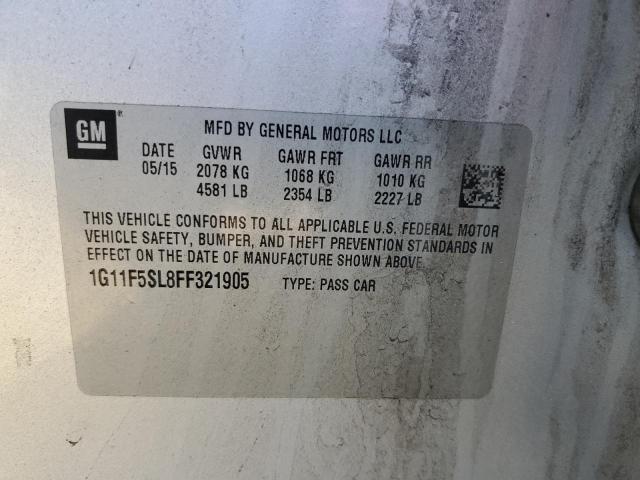 GM
MFD BY GENERAL MOTORS LLC
DATE GVWR GAWR FRT GAWR RR
05/15 2078 KG 1068 KG 1010 KG
4581 LB 2354 LB 2227 LB
THIS VEHICLE CONFORMS TO ALL APPLICABLE U.S. FEDERAL MOTOR
VEHICLE SAFETY, BUMPER, AND THEFT PREVENTION STANDARDS IN
EFFECT ON THE DATE OF MANUFACTURE SHOWN ABOVE.
1G11F5SL8FF321905 TYPE: PASS CAR